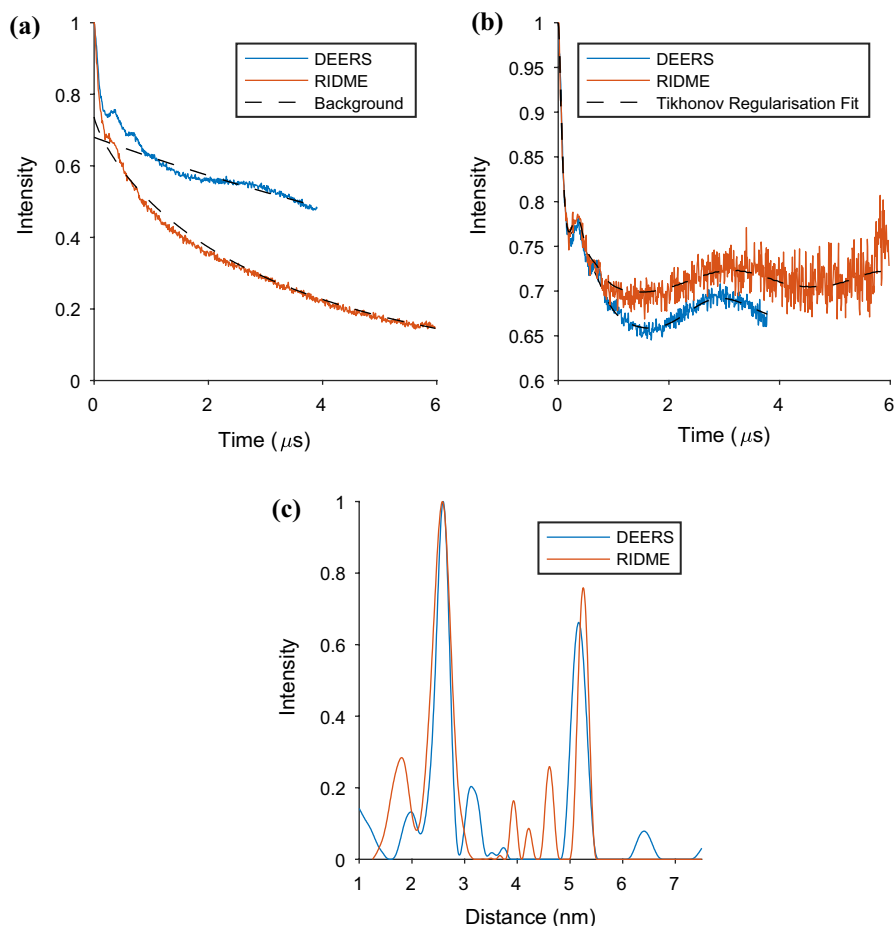 (a)
1
0.8
0.6
0.4
0.2
0
Intensity
DEERS
RIDME
Background
0
2
4
6
Time (μs)
(b)
1
0.95
0.9
0.85
0.8
0.75
0.7
0.65
0.6
Intensity
DEERS
RIDME
Tikhonov Regularisation Fit
0
2
4
6
Time (μs)
(c)
1
0.8
0.6
0.4
0.2
0
Intensity
DEERS
RIDME
1
2
3
4
5
6
7
Distance (nm)